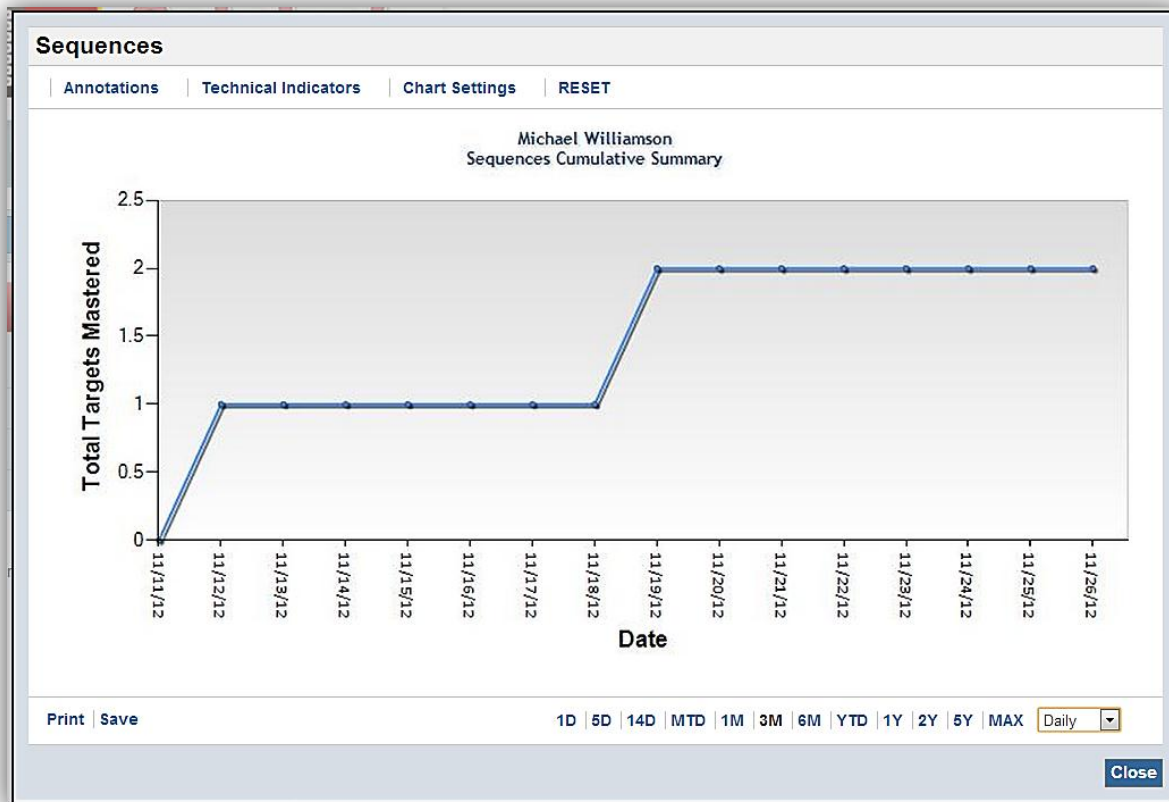 Sequences
Annotations | Technical Indicators | Chart Settings | RESET
Michael Williamson
Sequences Cumulative Summary
Total Targets Mastered
2.5
2
1.5
1
0.5
0
11/11/12 11/12/12 11/13/12 11/14/12 11/15/12 11/16/12 11/17/12 11/18/12 11/19/12 11/20/12 11/21/12 11/22/12 11/23/12 11/24/12 11/25/12 11/26/12
Date
Print | Save 1D | 5D | 14D | MTD | 1M | 3M | 6M | YTD | 1Y | 2Y | 5Y | MAX Daily
Close